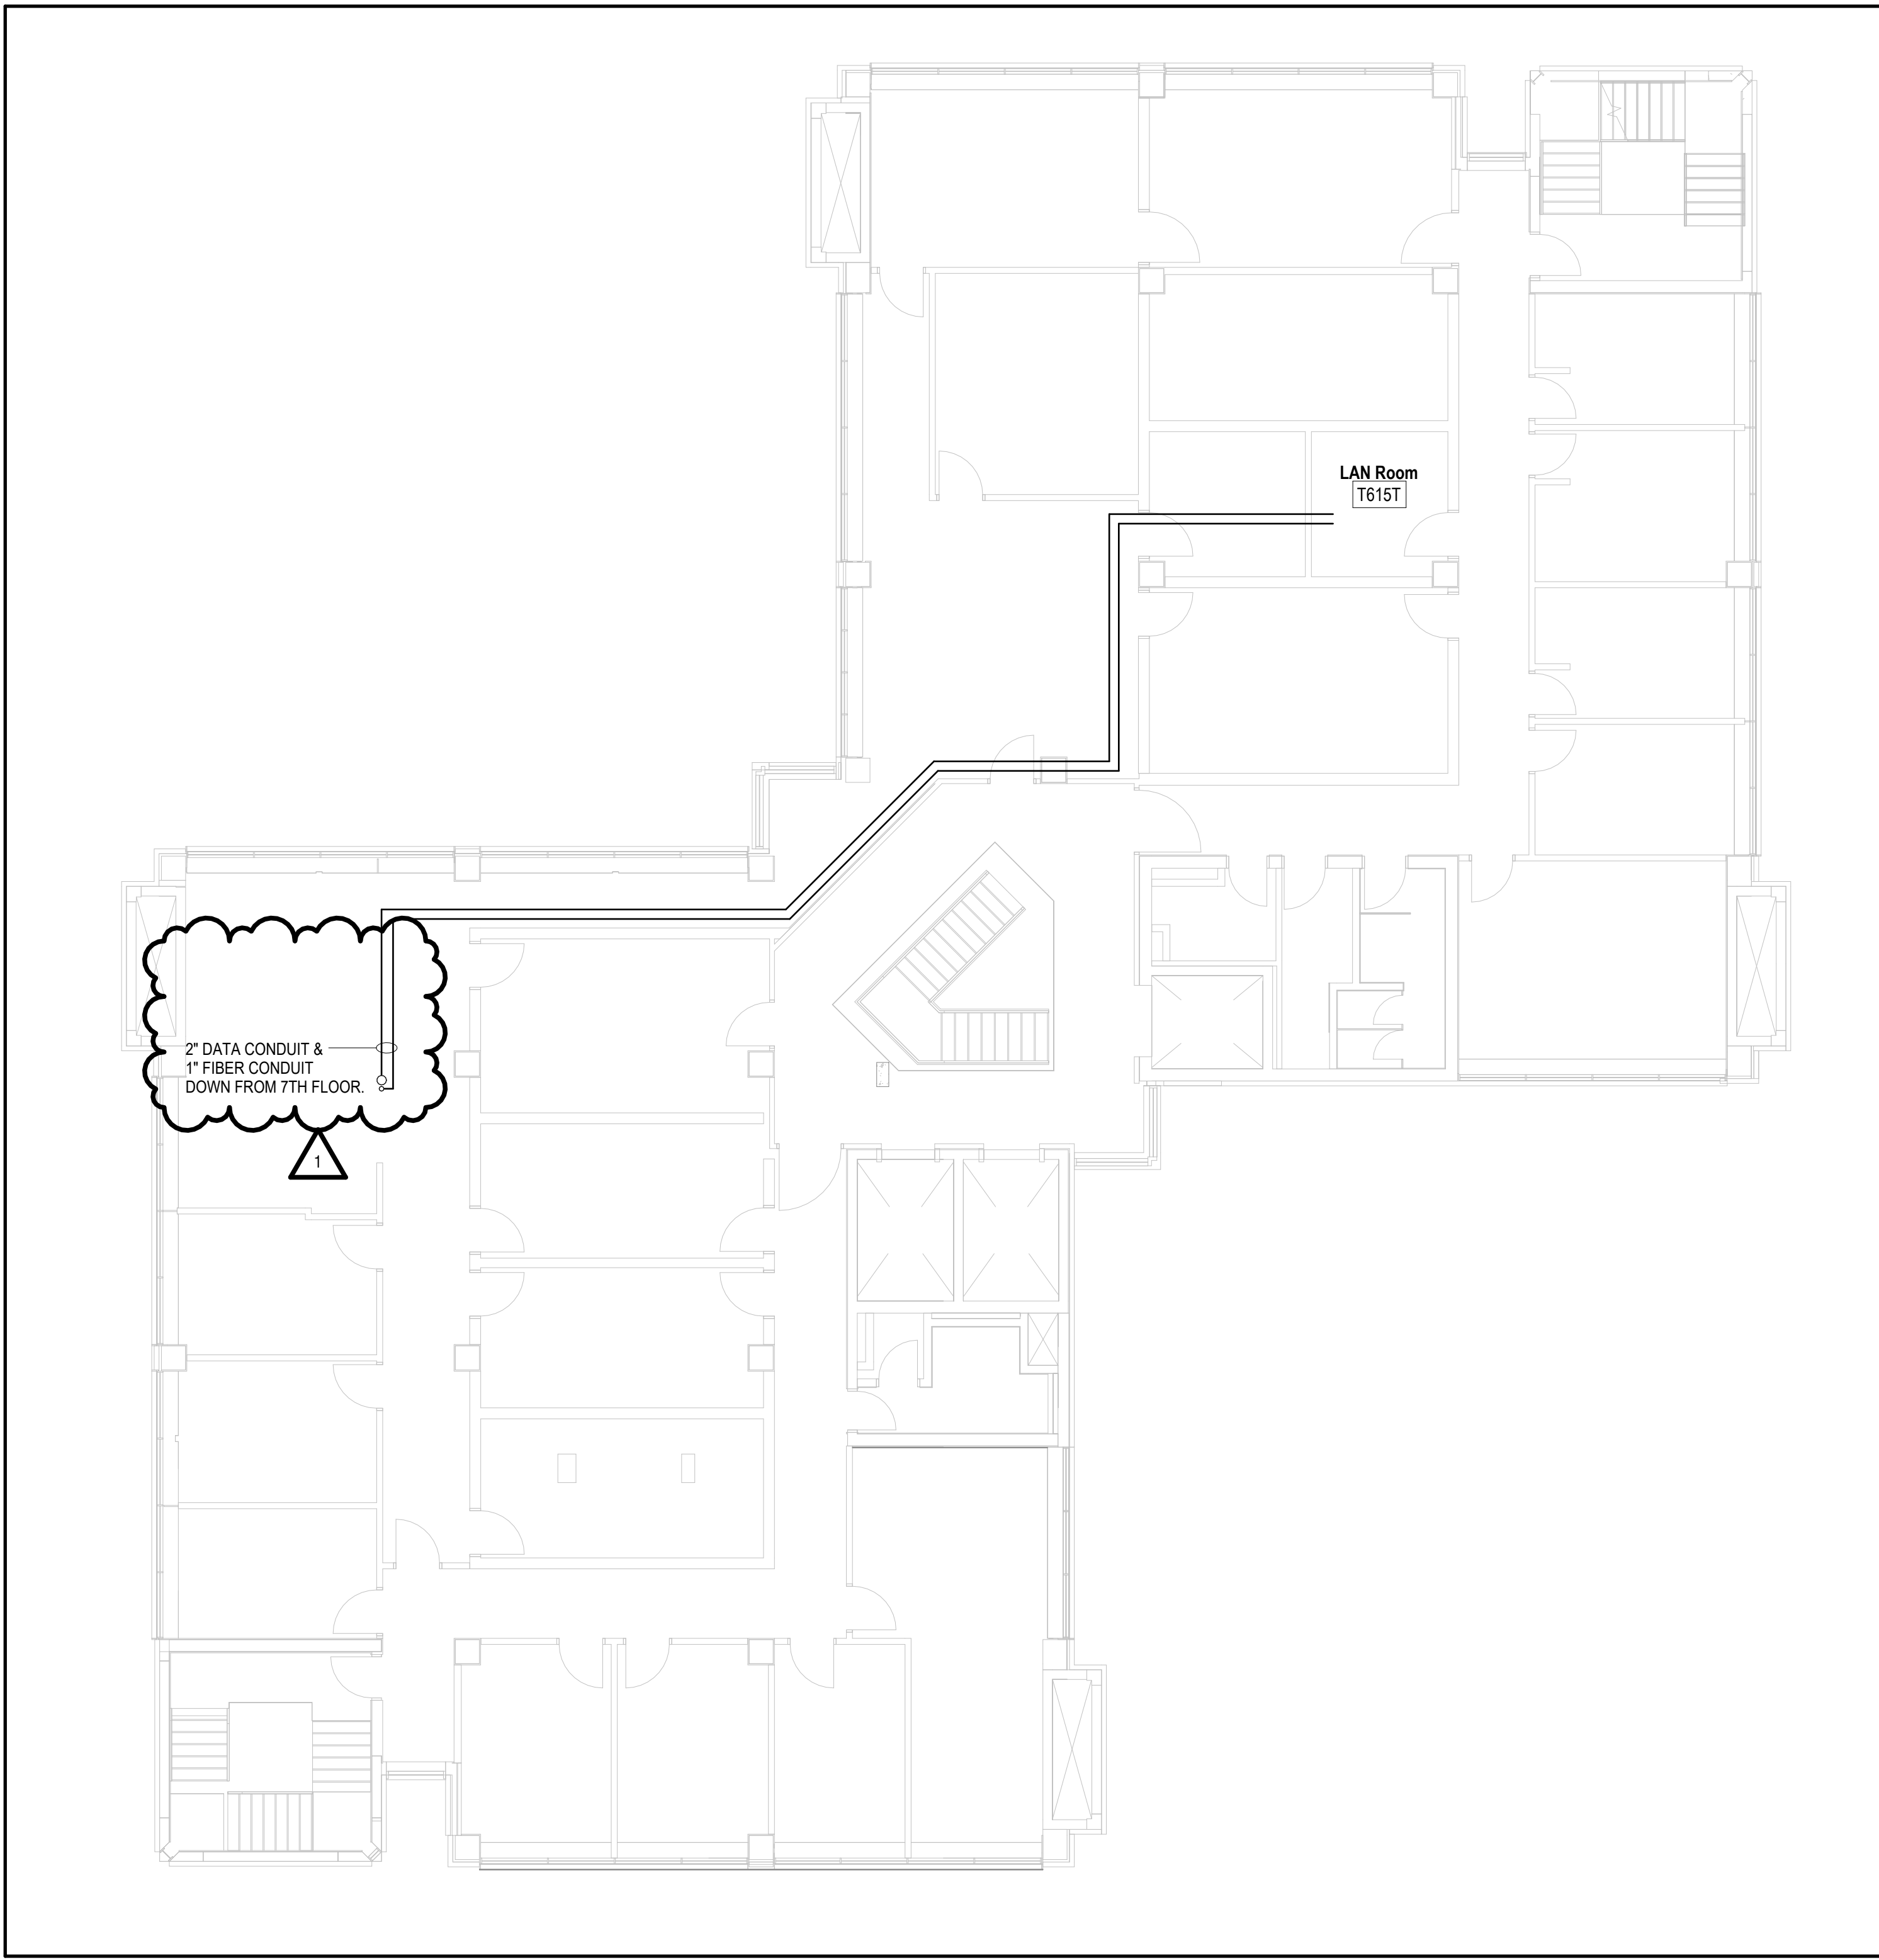 LAN Room
T615T
2" DATA CONDUIT &
1" FIBER CONDUIT
DOWN FROM 7TH FLOOR.
1